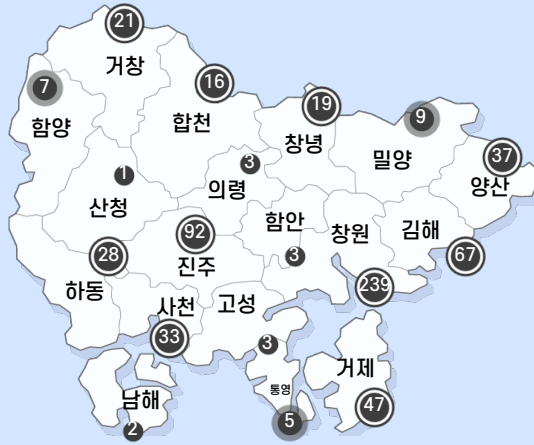 21
거창
7
16
함양
합천
19
창녕
9
밀양
37
양산
1
산청
3
의령
92
진주
함안
3
창원
김해
67
28
하동
239
사천
33
고성
3
통영
5
거제
47
남해
2